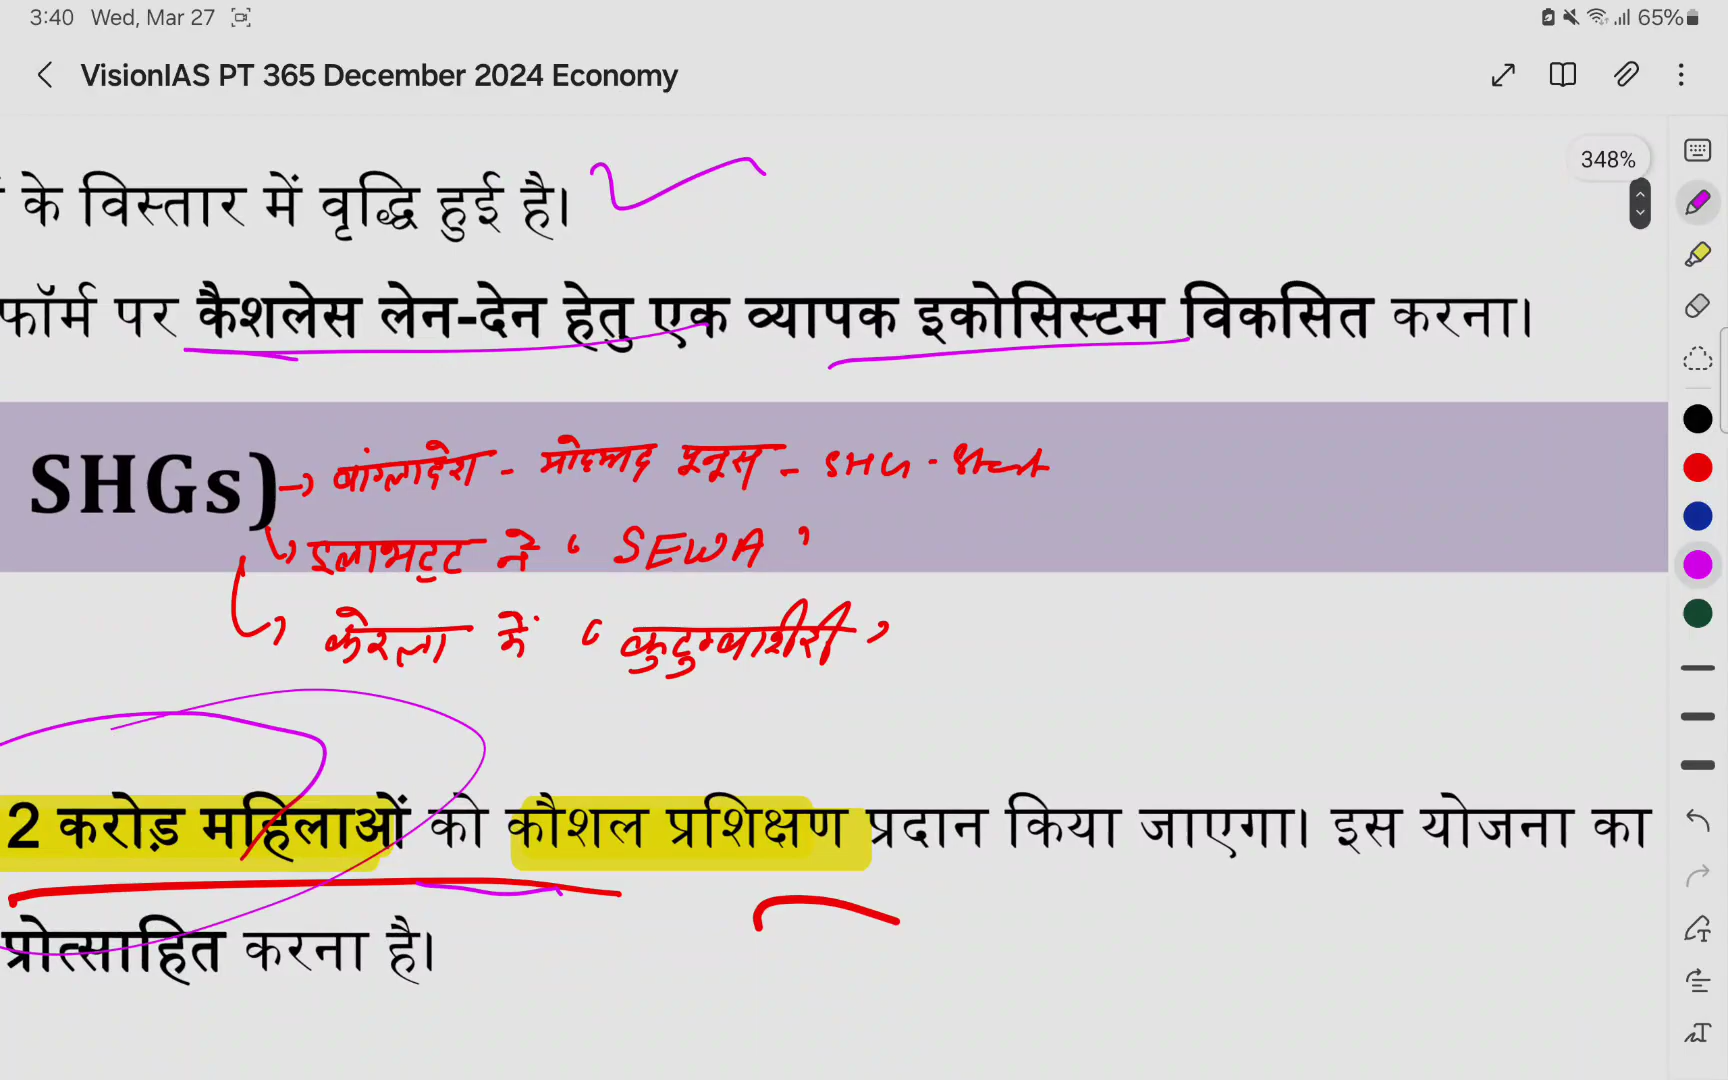 3:40 Wed, Mar 27 65%
VisionIAS PT 365 December 2024 Economy
348%
के विस्तार में वृद्धि हुई है।
फॉर्म पर कैशलेस लेन-देन हेतु एक व्यापक इकोसिस्टम विकसित करना।
SHGs) → बांग्लादेश - मोहम्मद यूनुस - SHG - Start
इलाभट्ट ने ‘ SEWA ’
केरला में ‘ कुटुम्बाशीरी ’
2 करोड़ महिलाओं को कौशल प्रशिक्षण प्रदान किया जाएगा। इस योजना का
प्रोत्साहित करना है।